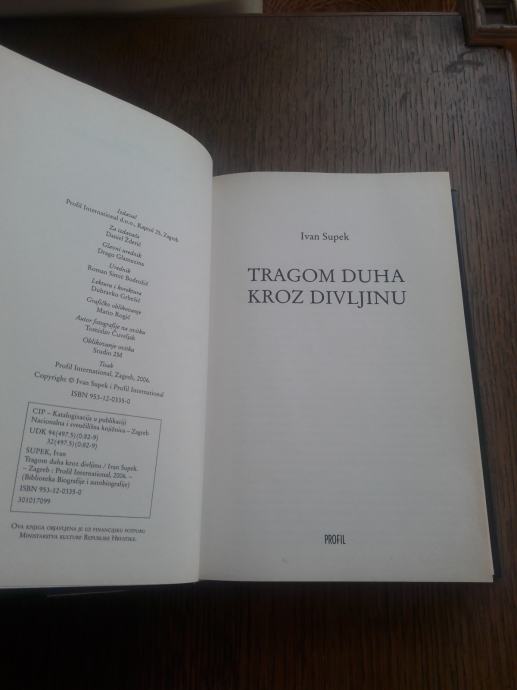 Izdavač
Profil International d.o.o., Kaptol 25, Zagreb
Za izdavača
Daniel Žderić
Glavni urednik
Drago Glamuzina
Urednik
Roman Simić Bodrožić
Lektura i korektura
Dubravko Grbešić
Grafičko oblikovanje
Mario Rogić
Autor fotografije na ovitku
Tomislav Čuveljak
Oblikovanje ovitka
Studio 2M
Tisak
Profil International, Zagreb, 2006.
Copyright © Ivan Supek i Profil International
ISBN 953-12-0335-0
CIP – Katalogizacija u publikaciji
Nacionalna i sveučilišna knjižnica – Zagreb
UDK 94(497.5)(0:82-9)
32(497.5)(0:82-9)
SUPEK, Ivan
Tragom duha kroz divljinu / Ivan Supek.
– Zagreb : Profil International, 2006. –
(Biblioteka Biografije i autobiografije)
ISBN 953-12-0335-0
301017099
OVA KNJIGA OBJAVLJENA JE UZ FINANCIJSKU POTPORU
MINISTARSTVA KULTURE REPUBLIKE HRVATSKE.
Ivan Supek
TRAGOM DUHA
KROZ DIVLJINU
PROFIL